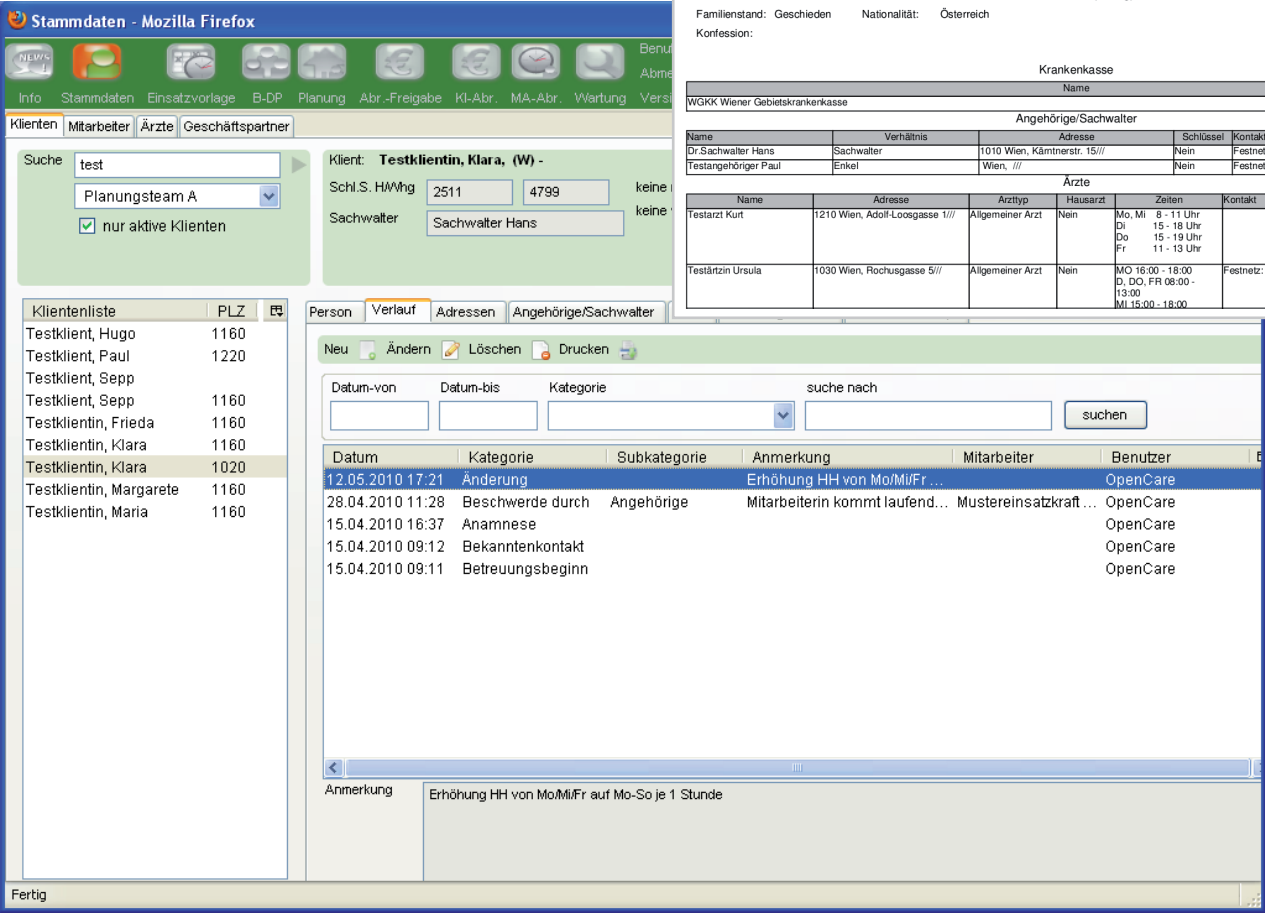 Stammdaten - Mozilla Firefox
NEWS
Info Stammdaten Einsatzvorlage B-DP Planung Abr.-Freigabe Kl-Abr. MA-Abr. Wartung
Klienten Mitarbeiter Ärzte Geschäftspartner
Suche test
Planungsteam A
nur aktive Klienten
Klient: Testklientin, Klara, (W) -
Schl.S. H/Whg 2511 4799 keine
Sachwalter Sachwalter Hans keine
Familienstand: Geschieden Nationalität: Österreich
Konfession:
Krankenkasse
Name
WGKK Wiener Gebietskrankenkasse
Angehörige/Sachwalter
Name Verhältnis Adresse Schlüssel Kontakt
Dr.Sachwalter Hans Sachwalter 1010 Wien, Kärntnerstr. 15/// Nein Festnet
Testangehöriger Paul Enkel Wien, /// Nein Festnet
Ärzte
Name Adresse Arzttyp Hausarzt Zeiten Kontakt
Testarzt Kurt 1210 Wien, Adolf-Loosgasse 1/// Allgemeiner Arzt Nein Mo, Mi 8 - 11 Uhr
Di 15 - 18 Uhr
Do 15 - 19 Uhr
Fr 11 - 13 Uhr
Testärtzin Ursula 1030 Wien, Rochusgasse 5/// Allgemeiner Arzt Nein MO 16:00 - 18:00 Festnetz:
D, DO, FR 08:00 -
13:00
MI 15:00 - 18:00
Klientenliste PLZ
Testklient, Hugo 1160
Testklient, Paul 1220
Testklient, Sepp
Testklient, Sepp 1160
Testklientin, Frieda 1160
Testklientin, Klara 1160
Testklientin, Klara 1020
Testklientin, Margarete 1160
Testklientin, Maria 1160
Person Verlauf Adressen Angehörige/Sachwalter
Neu Ändern Löschen Drucken
Datum-von Datum-bis Kategorie suche nach
suchen
Datum Kategorie Subkategorie Anmerkung Mitarbeiter Benutzer
12.05.2010 17:21 Änderung Erhöhung HH von Mo/Mi/Fr ... OpenCare
28.04.2010 11:28 Beschwerde durch Angehörige Mitarbeiterin kommt laufend... Mustereinsatzkraft ... OpenCare
15.04.2010 16:37 Anamnese OpenCare
15.04.2010 09:12 Bekanntenkontakt OpenCare
15.04.2010 09:11 Betreuungsbeginn OpenCare
Anmerkung Erhöhung HH von Mo/Mi/Fr auf Mo-So je 1 Stunde
Fertig